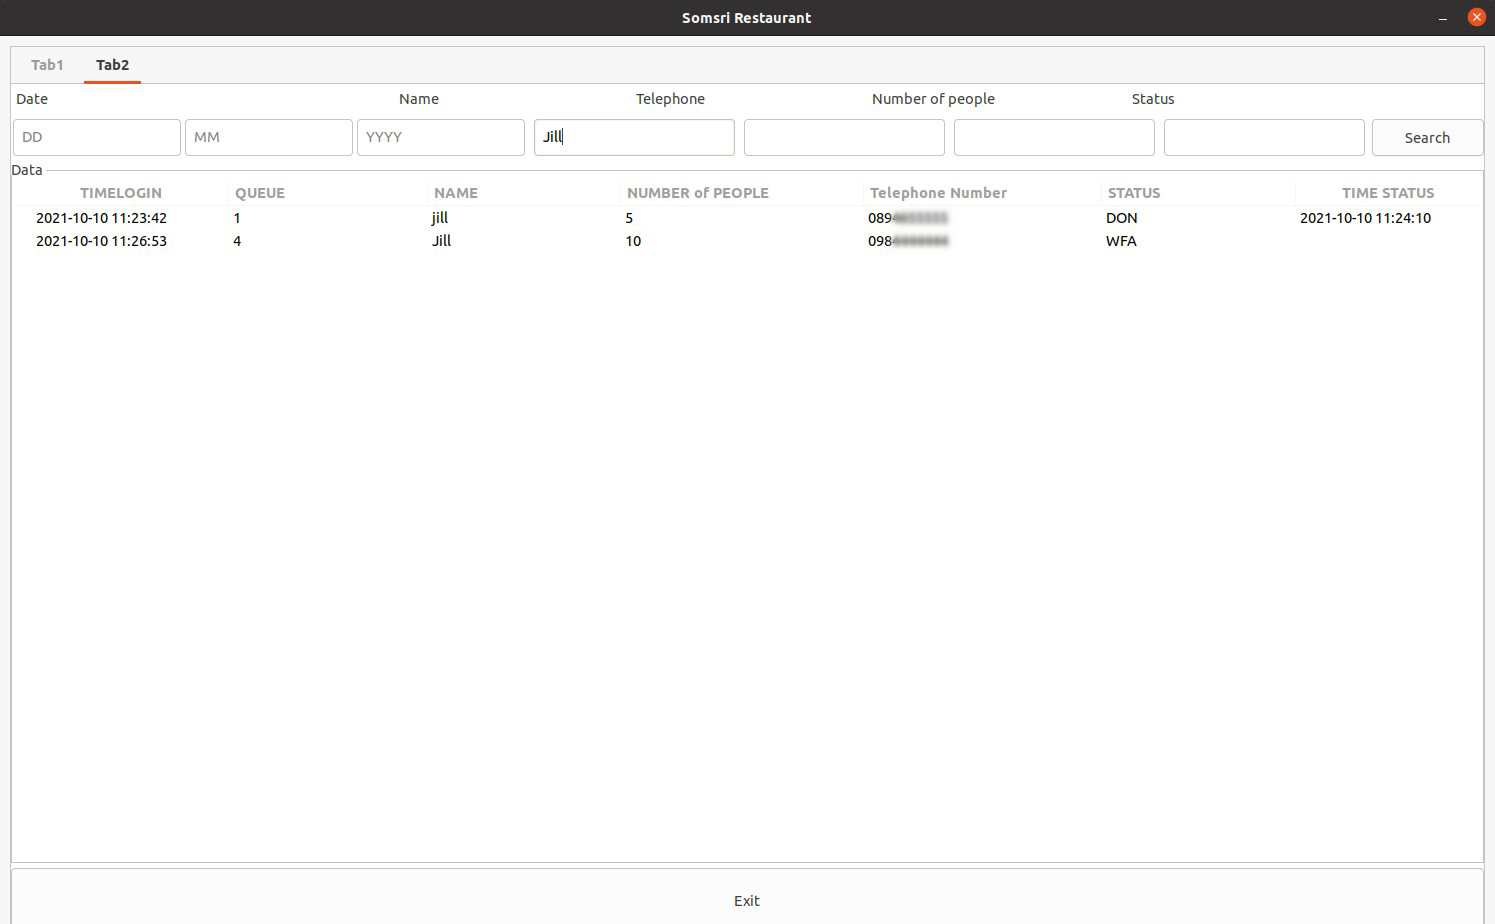 Somsri Restaurant
Tab1 Tab2
Date Name Telephone Number of people Status
DD MM YYYY Jill Search
Data
TIMELOGIN QUEUE NAME NUMBER of PEOPLE Telephone Number STATUS TIME STATUS
2021-10-10 11:23:42 1 jill 5 089 DON 2021-10-10 11:24:10
2021-10-10 11:26:53 4 Jill 10 098 WFA
Exit